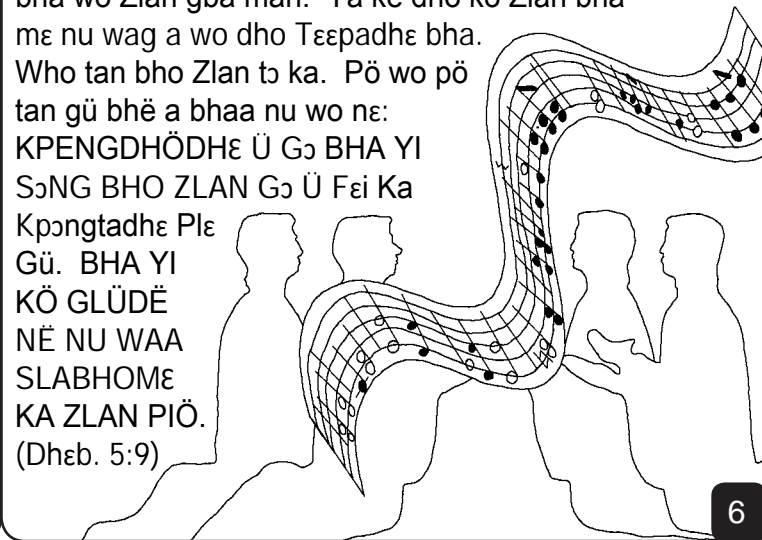 bha wo Zlan gba man. Ya ke dho ko Zlan bha
mɛ nu wag a wo dho Tɛɛpadhɛ bha.
Who tan bho Zlan tɔ ka. Pö wo pö
tan gü bhë a bhaa nu wo nɛ:
KPENGDHÖDHɛ Ü Gɔ BHA YI
SɔNG BHO ZLAN Gɔ Ü Fɛi Ka
Kpɔngtadhɛ Plɛ
Gü. BHA YI
KÖ GLÜDË
NË NU WAA
SLABHOMɛ
KA ZLAN PIÖ.
(Dhɛb. 5:9)
6